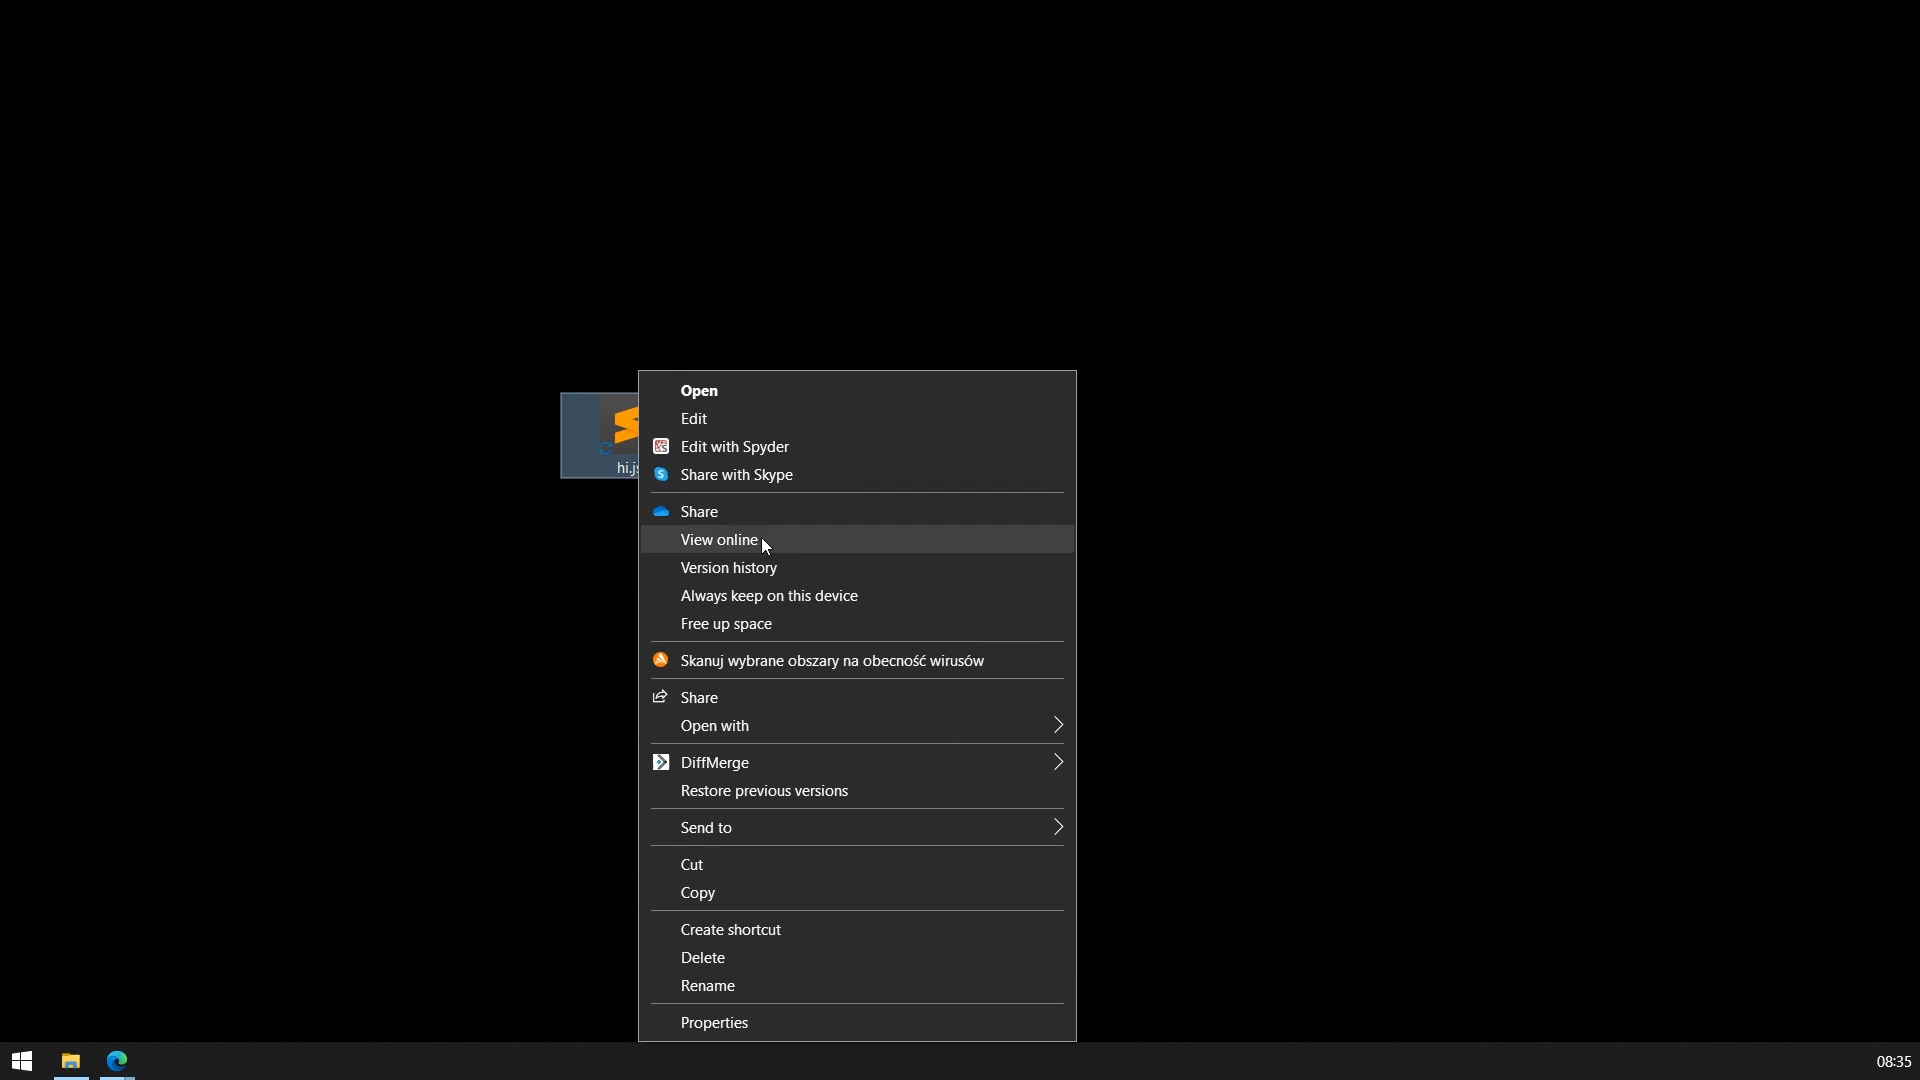 hi.js
Open
Edit
Edit with Spyder
Share with Skype
Share
View online
Version history
Always keep on this device
Free up space
Skanuj wybrane obszary na obecność wirusów
Share
Open with
DiffMerge
Restore previous versions
Send to
Cut
Copy
Create shortcut
Delete
Rename
Properties
08:35